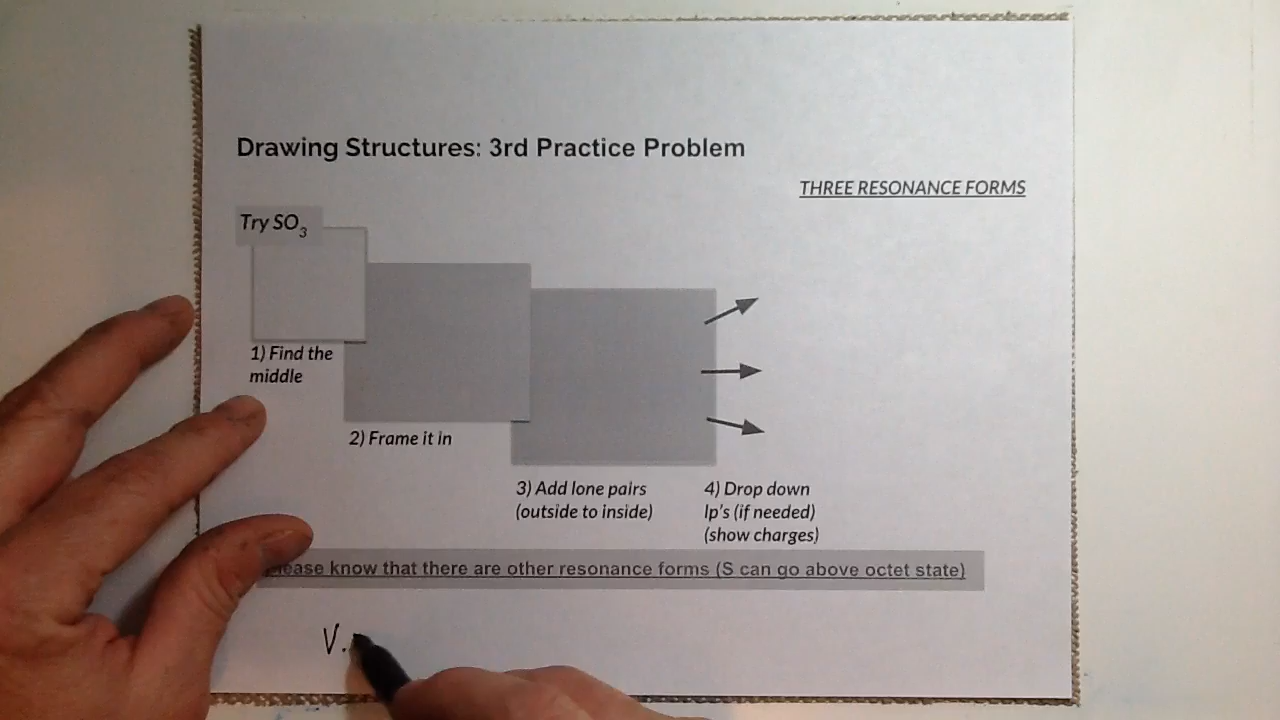 Drawing Structures: 3rd Practice Problem
THREE RESONANCE FORMS
Try SO₃
1) Find the
middle
2) Frame it in
3) Add lone pairs
(outside to inside)
4) Drop down
lp's (if needed)
(show charges)
know that there are other resonance forms (S can go above octet state)
V.